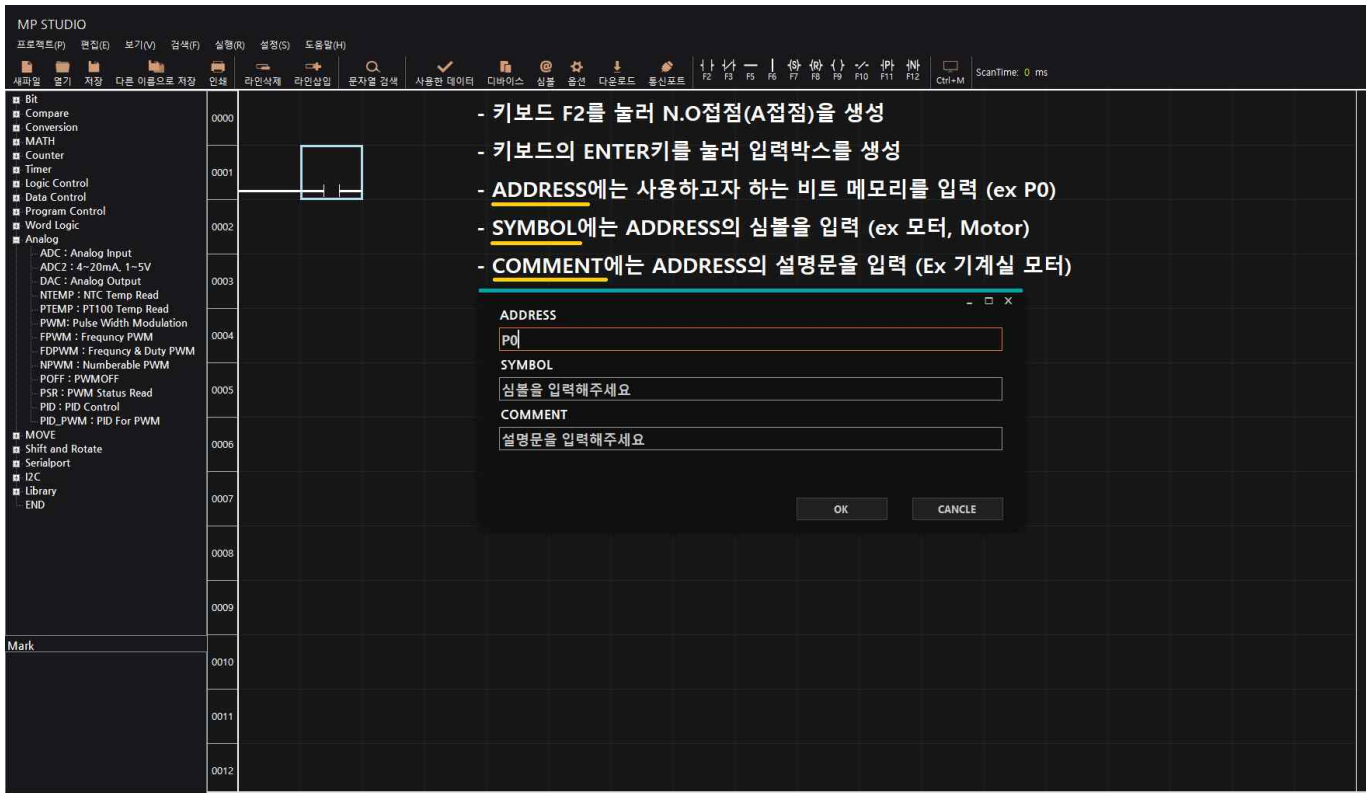 MP STUDIO
프로젝트(P) 편집(E) 보기(V) 검색(F) 실행(R) 설정(S) 도움말(H)
새파일 열기 저장 다른 이름으로 저장 인쇄 라인삭제 라인삽입 문자열 검색 사용한 데이터 디바이스 심볼 옵션 다운로드 통신포트 F2 F3 F5 F6 F7 F8 F9 F10 F11 F12 Ctrl+M ScanTime: 0 ms
Bit
Compare
Conversion
MATH
Counter
Timer
Logic Control
Data Control
Program Control
Word Logic
Analog
ADC : Analog Input
ADC2 : 4~20mA, 1~5V
DAC : Analog Output
NTEMP : NTC Temp Read
PTEMP : PT100 Temp Read
PWM: Pulse Width Modulation
FPWM : Frequncy PWM
FDPWM : Frequncy & Duty PWM
NPWM : Numberable PWM
POFF : PWMOFF
PSR : PWM Status Read
PID : PID Control
PID_PWM : PID For PWM
MOVE
Shift and Rotate
Serialport
I2C
Library
END
Mark
0000
0001
0002
0003
0004
0005
0006
0007
0008
0009
0010
0011
0012
- 키보드 F2를 눌러 N.O접점(A접점)을 생성
- 키보드의 ENTER키를 눌러 입력박스를 생성
- ADDRESS에는 사용하고자 하는 비트 메모리를 입력 (ex P0)
- SYMBOL에는 ADDRESS의 심볼을 입력 (ex 모터, Motor)
- COMMENT에는 ADDRESS의 설명문을 입력 (Ex 기계실 모터)
ADDRESS
P0
SYMBOL
심볼을 입력해주세요
COMMENT
설명문을 입력해주세요
OK CANCLE